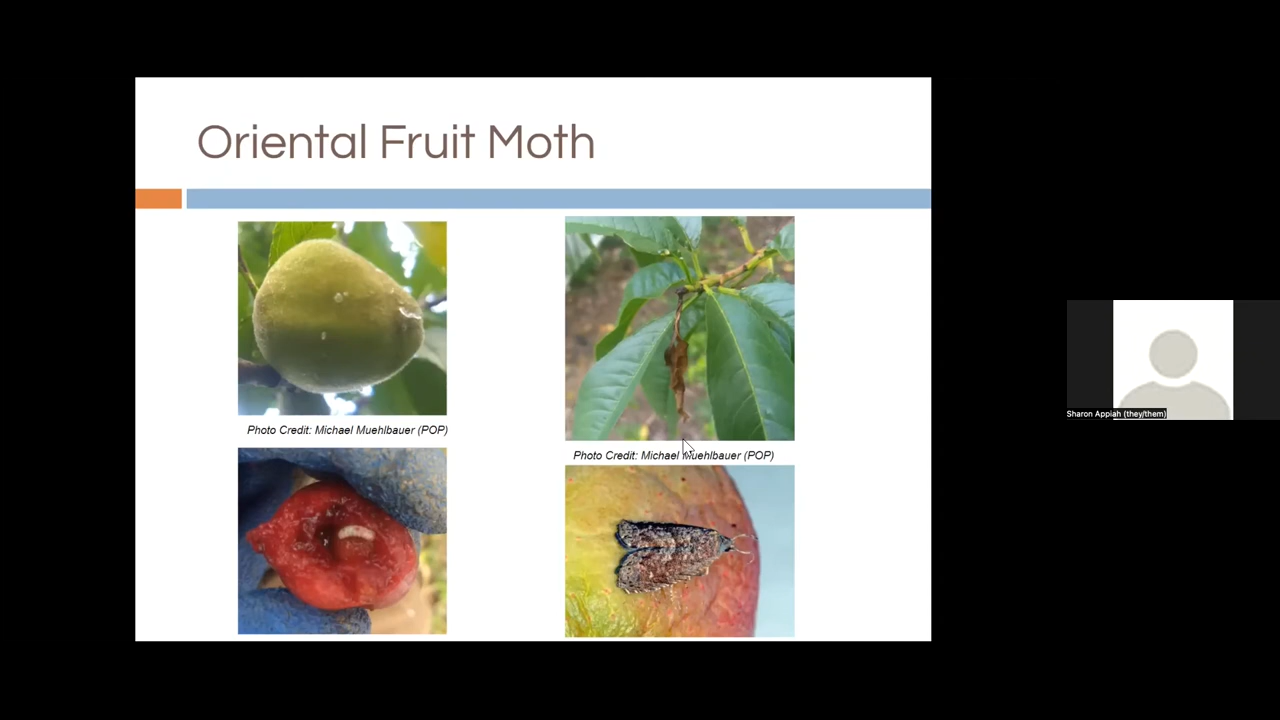 Oriental Fruit Moth
Photo Credit: Michael Muehlbauer (POP)
Photo Credit: Michael Muehlbauer (POP)
Sharon Appiah (they/them)